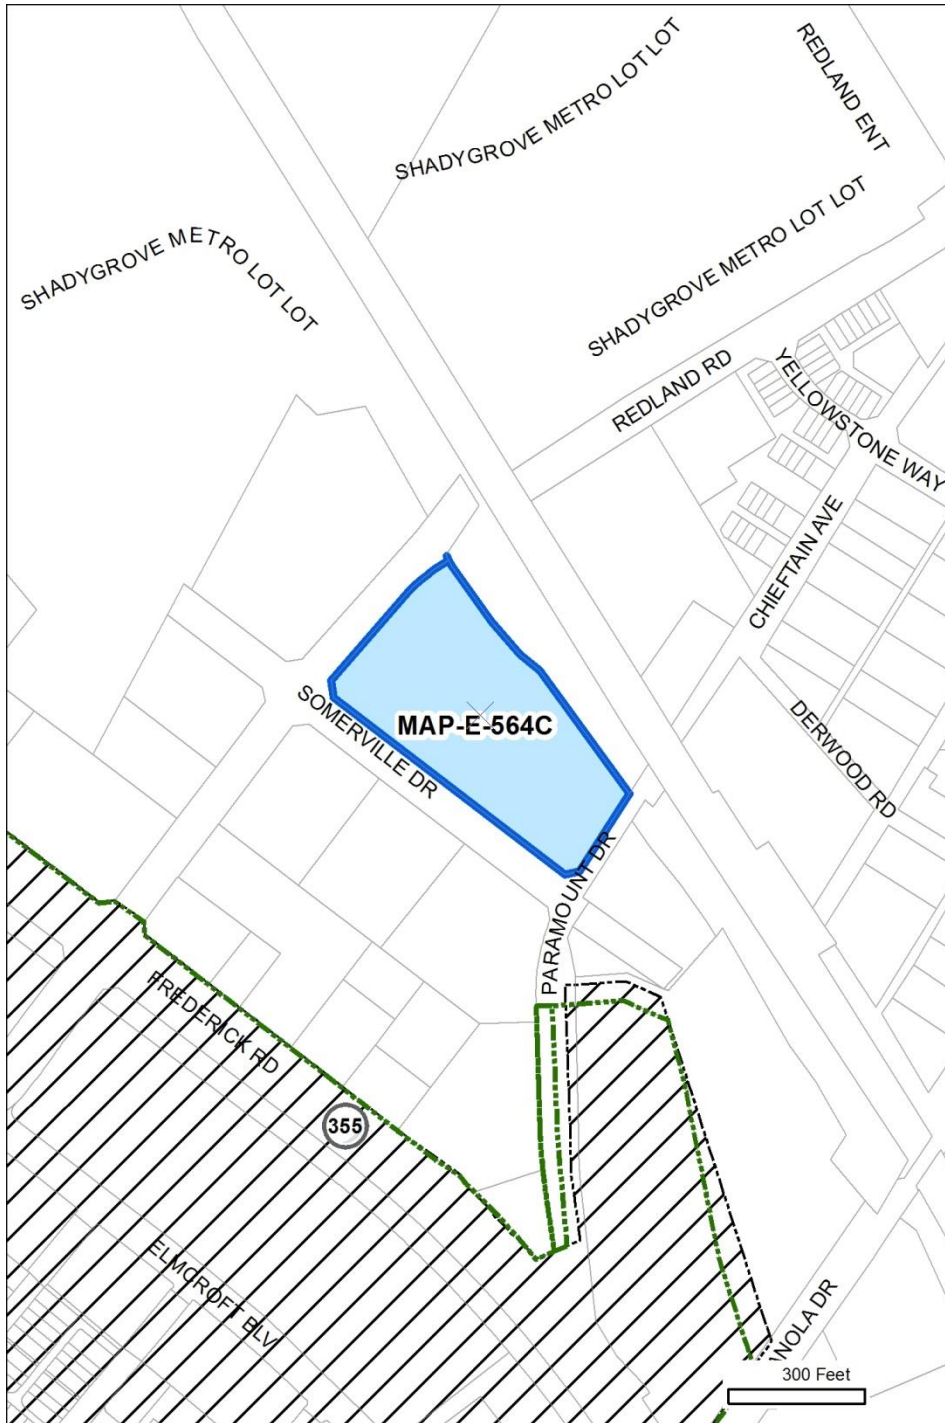 REDLAND ENT
SHADYGROVE METRO LOT LOT
SHADYGROVE METRO LOT LOT
SHADYGROVE METRO LOT LOT
REDLAND RD
YELLOWSTONE WAY
CHIEFTAIN AVE
SOMERVILLE DR
MAP-E-564C
DERWOOD RD
PARAMOUNT DR
FREDERICK RD
355
ELMCROFT BLV
NOLA DR
300 Feet